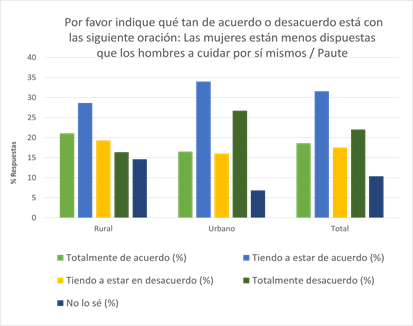 Por favor indique qué tan de acuerdo o desacuerdo está con
las siguiente oración: Las mujeres están menos dispuestas
que los hombres a cuidar por sí mismos / Paute
% Respuestas
40
35
30
25
20
15
10
5
0
Rural
Urbano
Total
Totalmente de acuerdo (%)
Tiendo a estar de acuerdo (%)
Tiendo a estar en desacuerdo (%)
Totalmente desacuerdo (%)
No lo sé (%)